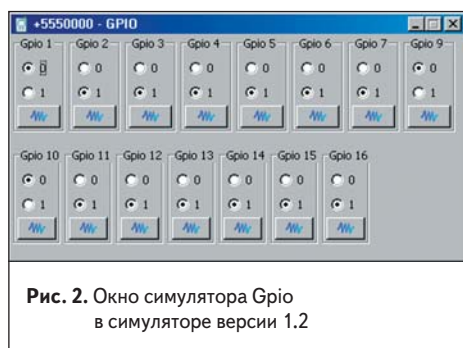 +5550000 - GPIO
Gpio 1 Gpio 2 Gpio 3 Gpio 4 Gpio 5 Gpio 6 Gpio 7 Gpio 9
0 0 0 0 0 0 0 0
1 1 1 1 1 1 1 1
Gpio 10 Gpio 11 Gpio 12 Gpio 13 Gpio 14 Gpio 15 Gpio 16
0 0 0 0 0 0 0
1 1 1 1 1 1 1
Рис. 2. Окно симулятора Gpio
в симуляторе версии 1.2